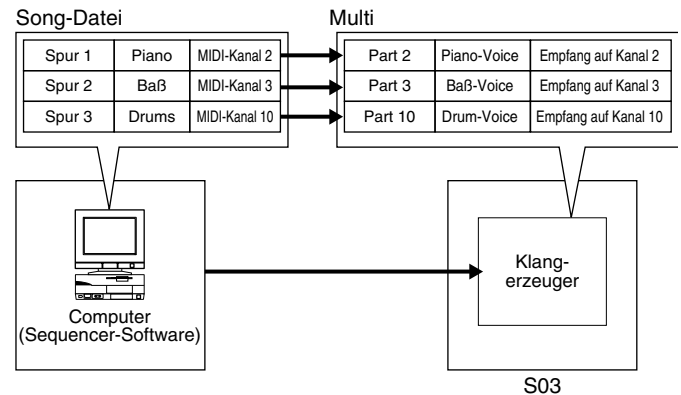 Song-Datei
Multi
Spur 1 Piano MIDI-Kanal 2
Part 2 Piano-Voice Empfang auf Kanal 2
Spur 2 Baß MIDI-Kanal 3
Part 3 Baß-Voice Empfang auf Kanal 3
Spur 3 Drums MIDI-Kanal 10
Part 10 Drum-Voice Empfang auf Kanal 10
Computer
(Sequencer-Software)
Klang-
erzeuger
S03